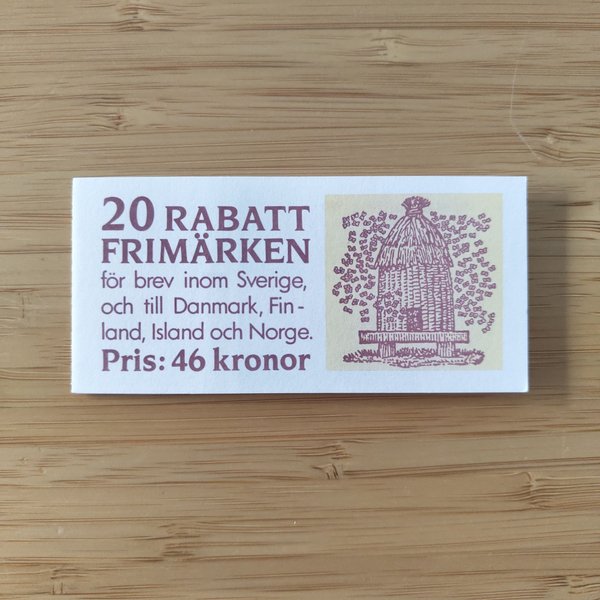 20 RABATT
FRIMÄRKEN
för brev inom Sverige,
och till Danmark, Fin-
land, Island och Norge.
Pris: 46 kronor